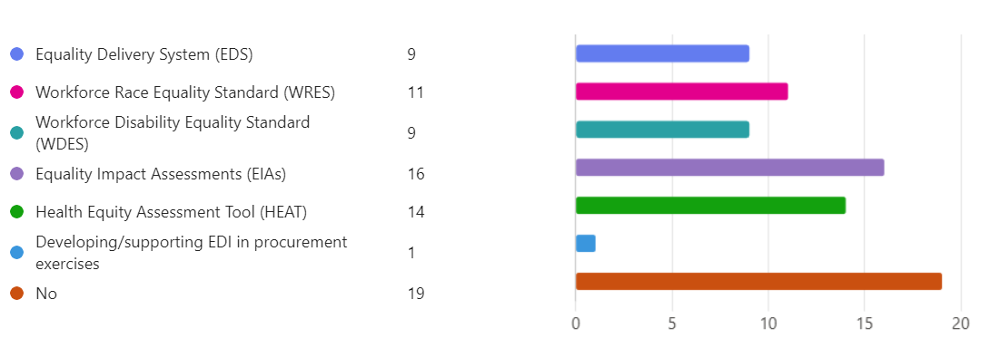 Equality Delivery System (EDS) 9
Workforce Race Equality Standard (WRES) 11
Workforce Disability Equality Standard
(WDES) 9
Equality Impact Assessments (EIAs) 16
Health Equity Assessment Tool (HEAT) 14
Developing/supporting EDI in procurement
exercises 1
No 19
0 5 10 15 20